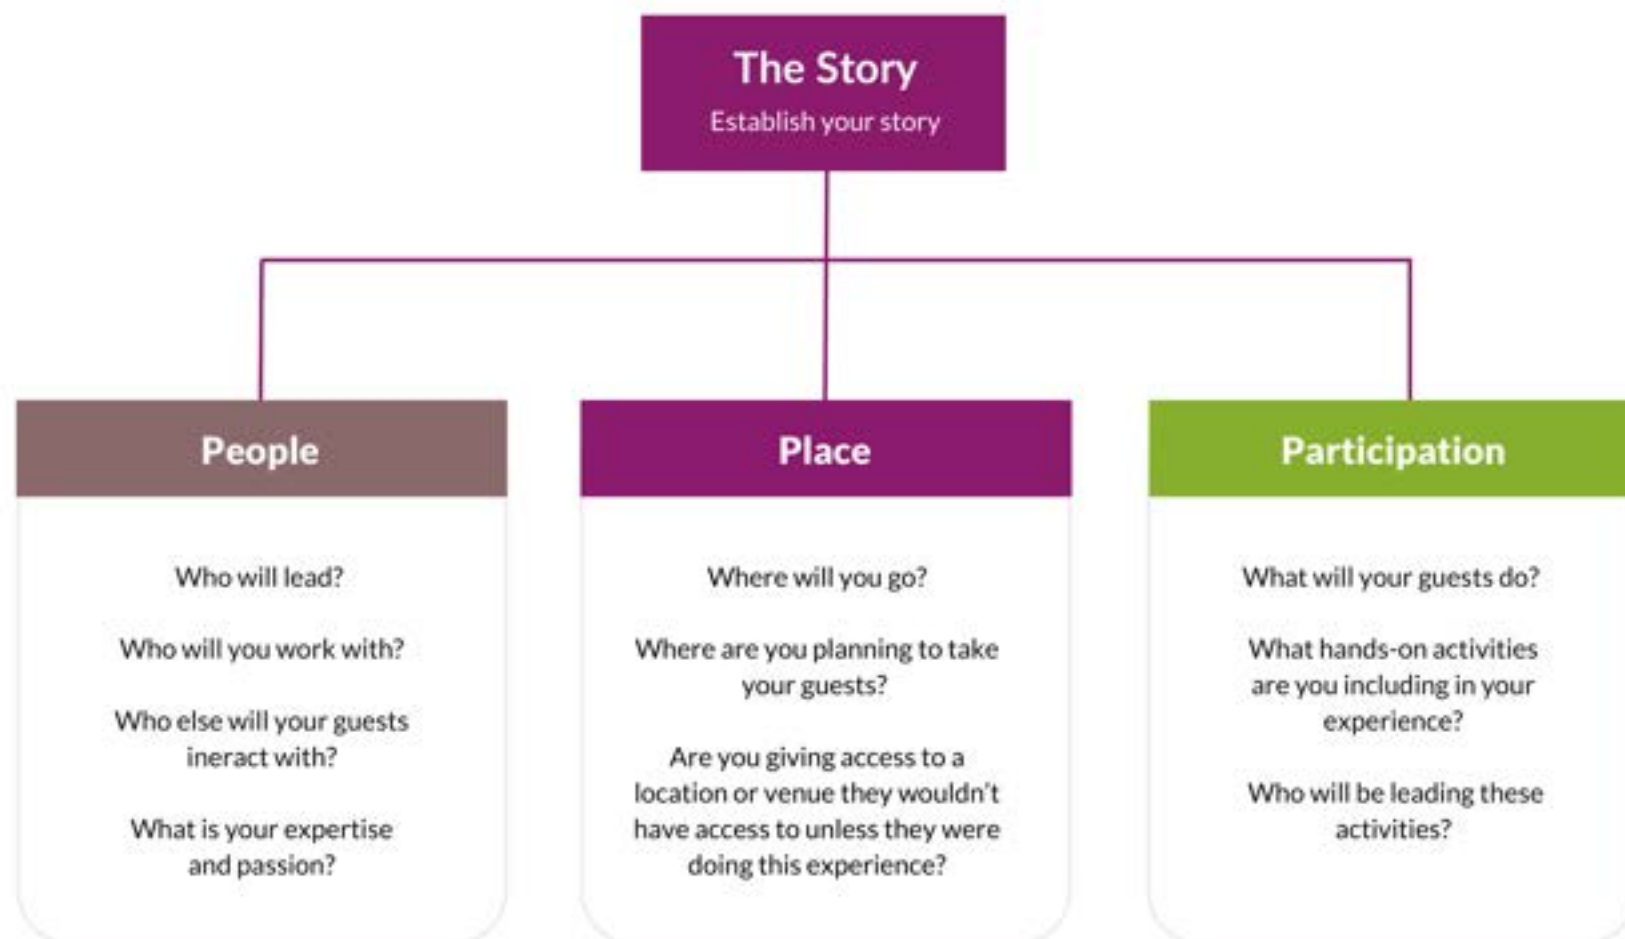 The Story
Establish your story
People
Who will lead?
Who will you work with?
Who else will your guests
ineract with?
What is your expertise
and passion?
Place
Where will you go?
Where are you planning to take
your guests?
Are you giving access to a
location or venue they wouldn't
have access to unless they were
doing this experience?
Participation
What will your guests do?
What hands-on activities
are you including in your
experience?
Who will be leading these
activities?